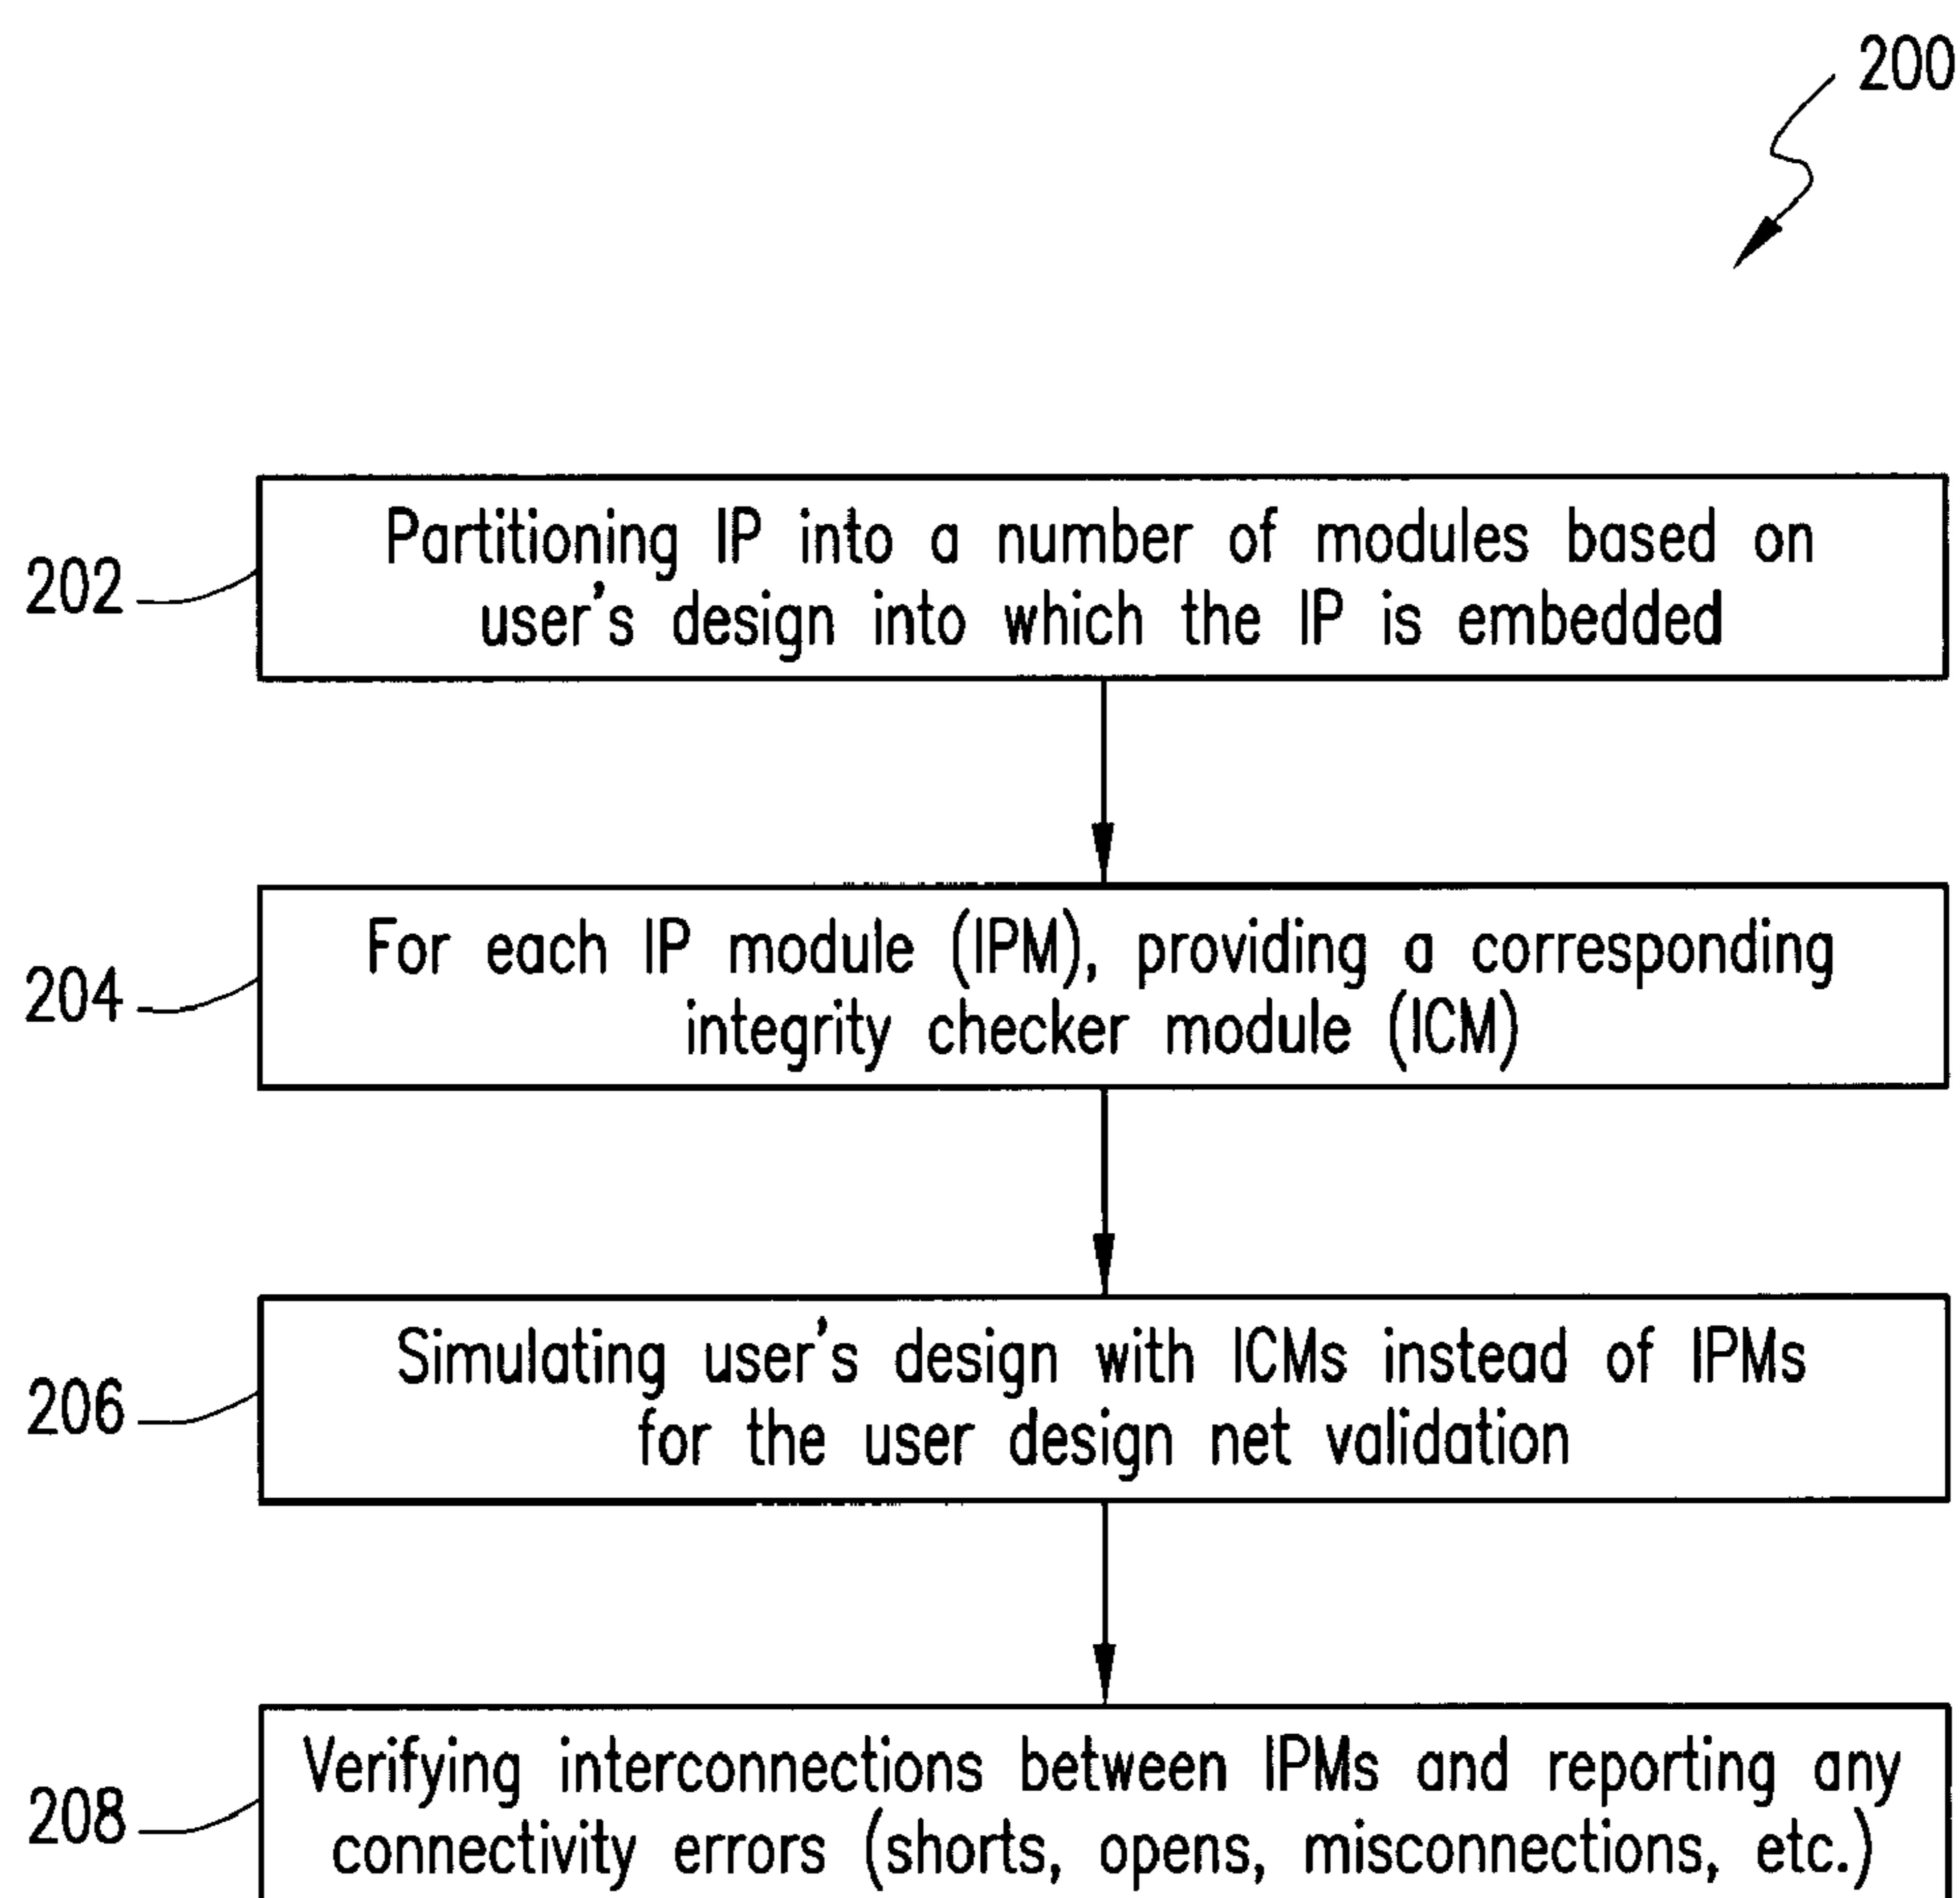 200
202
Partitioning IP into a number of modules based on
user's design into which the IP is embedded
204
For each IP module (IPM), providing a corresponding
integrity checker module (ICM)
206
Simulating user's design with ICMs instead of IPMs
for the user design net validation
208
Verifying interconnections between IPMs and reporting any
connectivity errors (shorts, opens, misconnections, etc.)